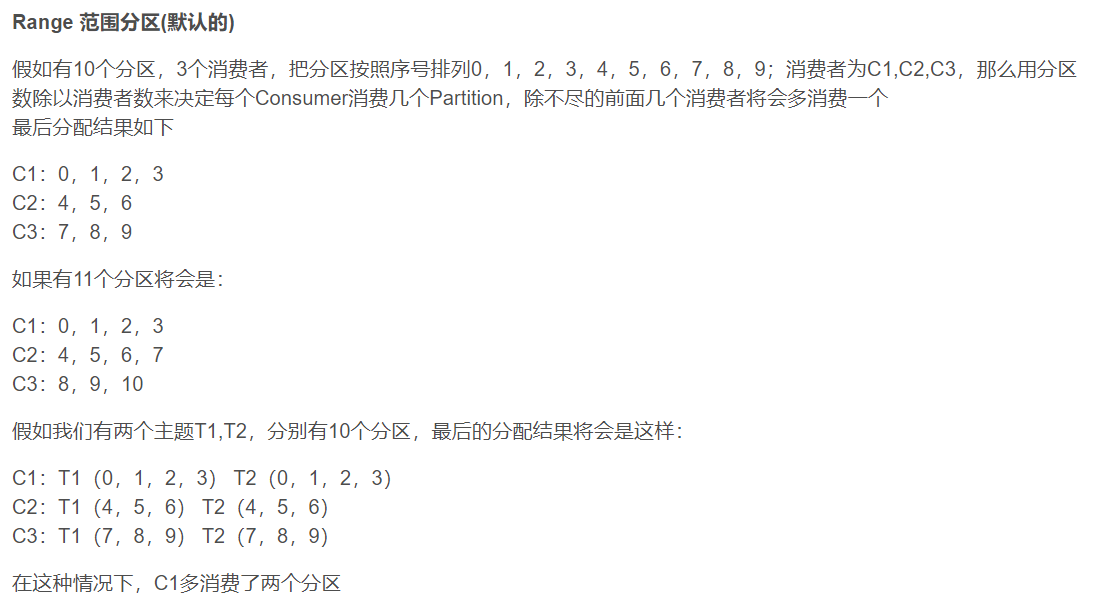 Range 范围分区(默认的)
假如有10个分区，3个消费者，把分区按照序号排列0，1，2，3，4，5，6，7，8，9；消费者为C1,C2,C3，那么用分区
数除以消费者数来决定每个Consumer消费几个Partition，除不尽的前面几个消费者将会多消费一个
最后分配结果如下
C1：0，1，2，3
C2：4，5，6
C3：7，8，9
如果有11个分区将会是：
C1：0，1，2，3
C2：4，5，6，7
C3：8，9，10
假如我们有两个主题T1,T2，分别有10个分区，最后的分配结果将会是这样：
C1：T1（0，1，2，3） T2（0，1，2，3）
C2：T1（4，5，6） T2（4，5，6）
C3：T1（7，8，9） T2（7，8，9）
在这种情况下，C1多消费了两个分区